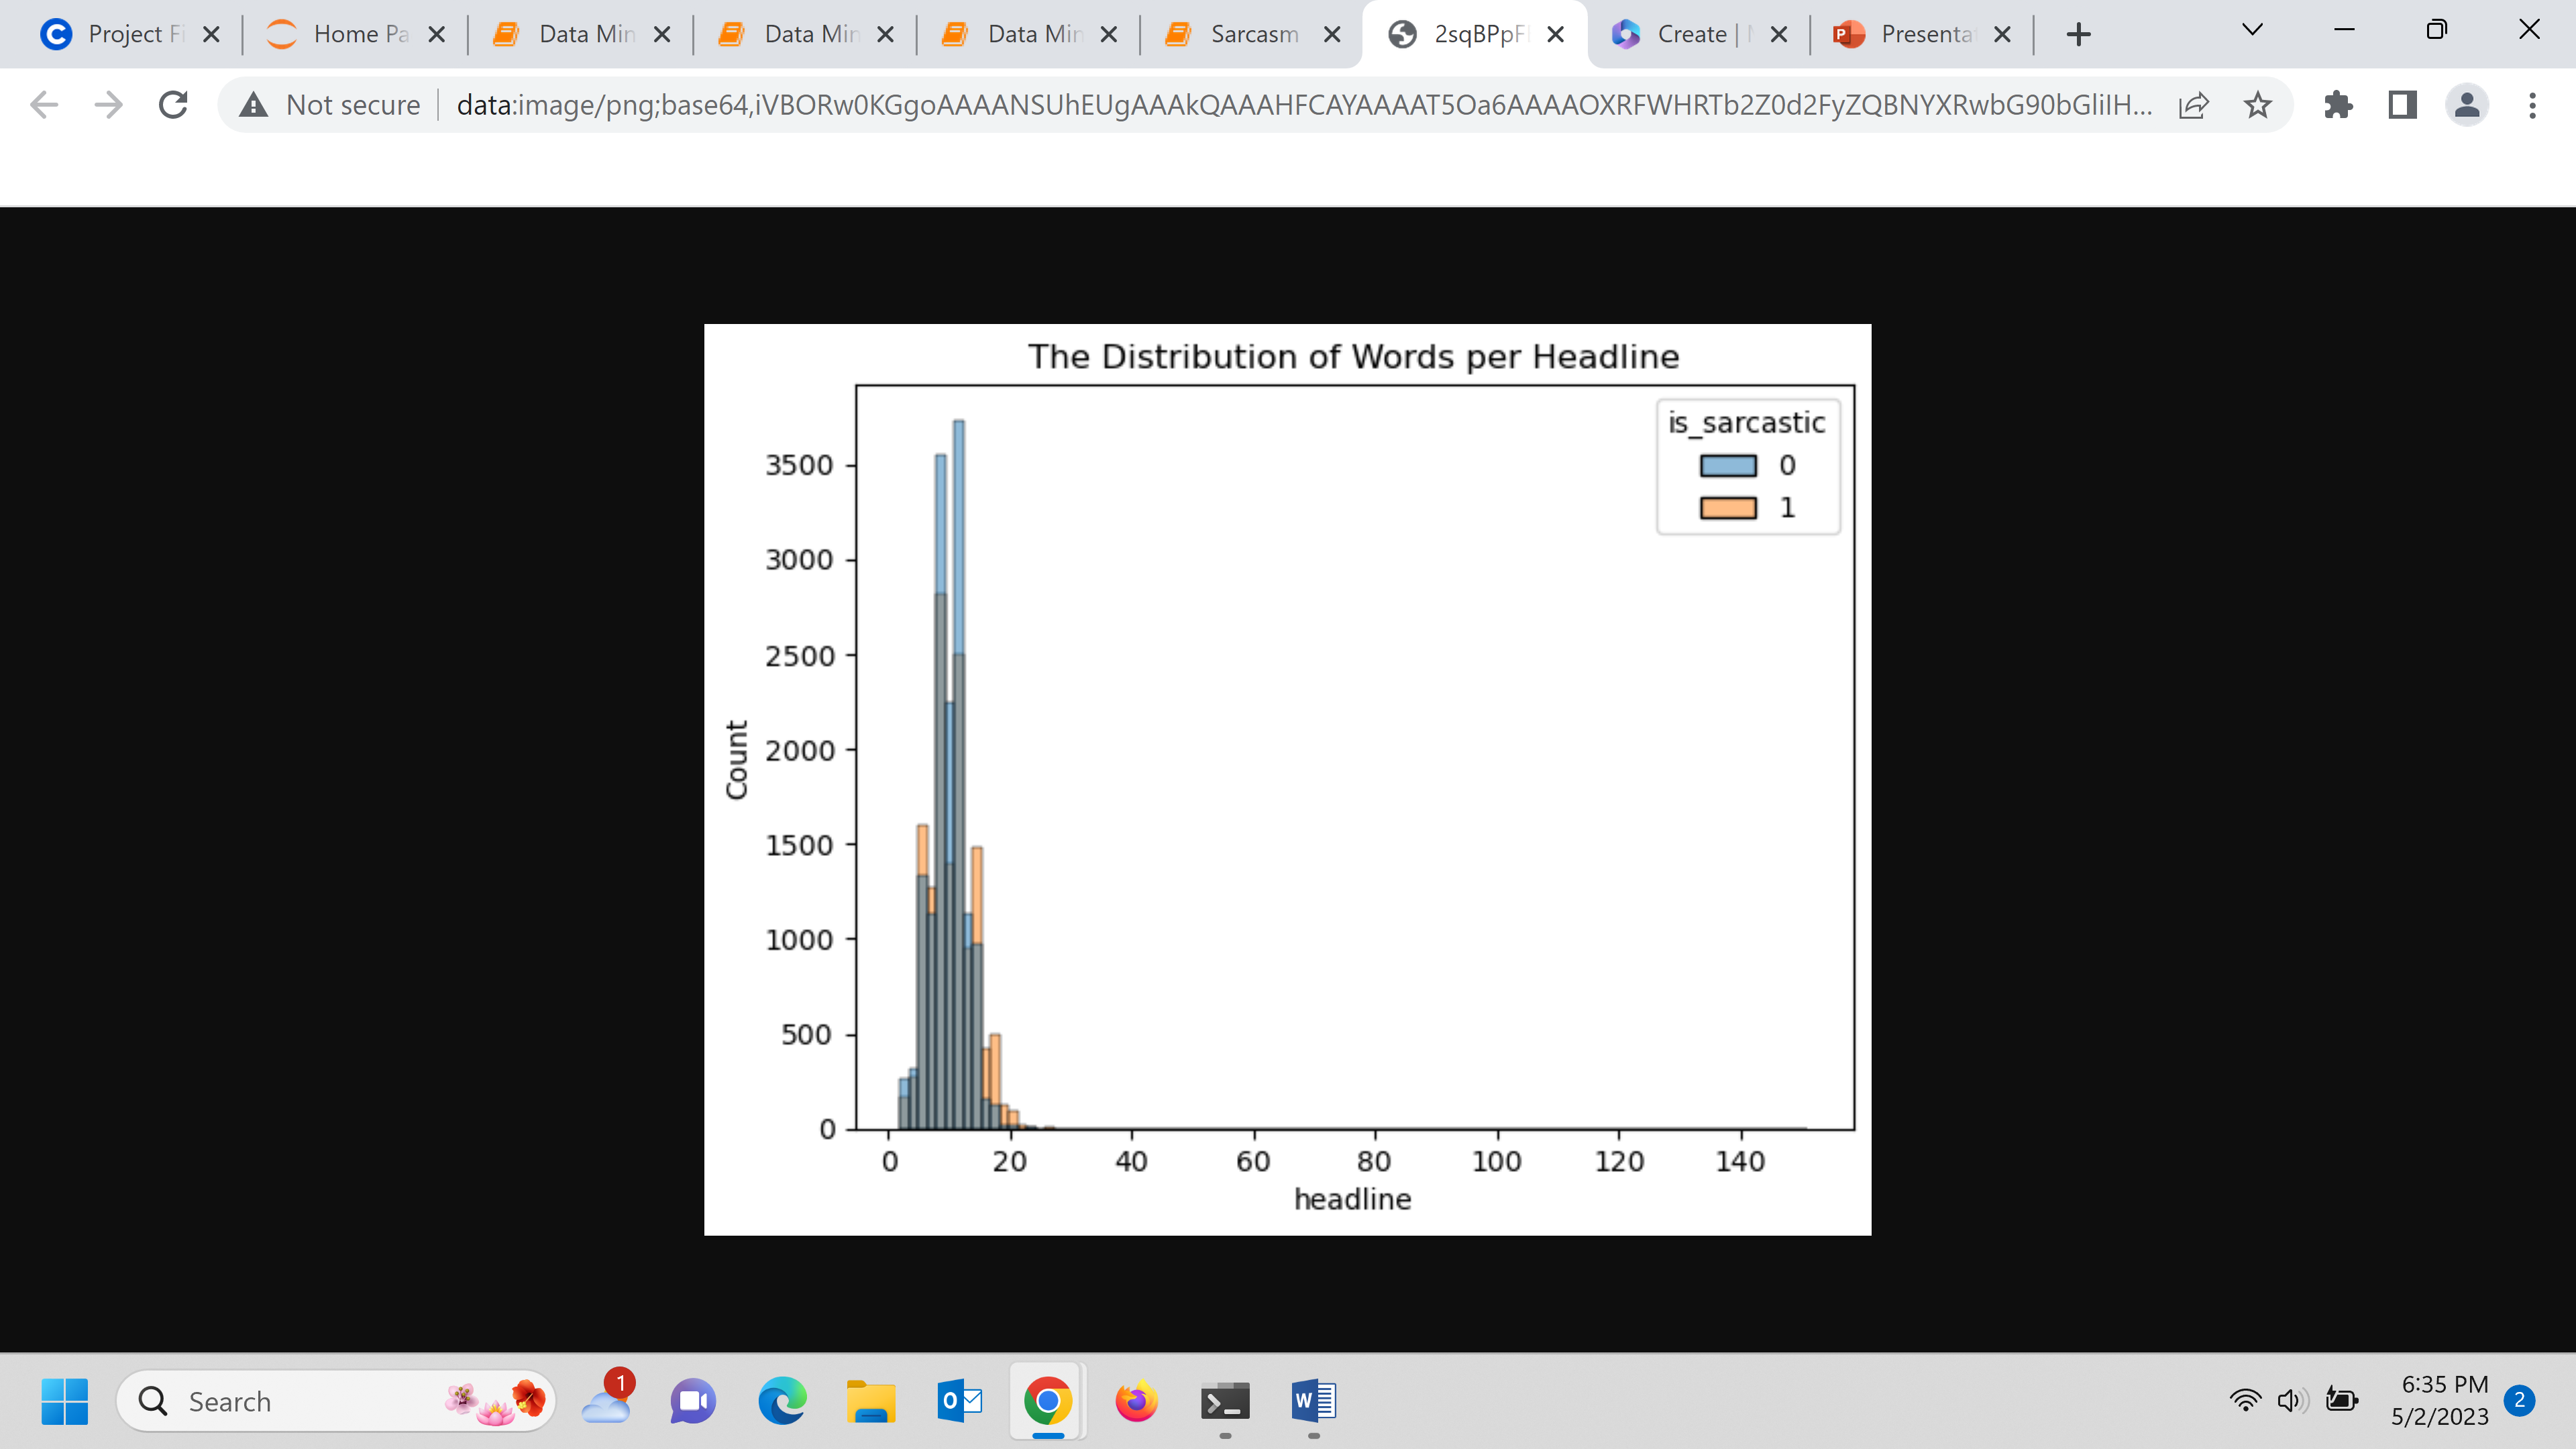 Project Fi
Home Pa
Data Min
Data Min
Data Min
Sarcasm
2sqBPpF
Create |
Presenta
Not secure
data:image/png;base64,iVBORw0KGgoAAAANSUhEUgAAAkQAAAHFCAYAAAAT5Oa6AAAAOXRFWHRTb2Z0d2FyZQBNYXRwbG90bGliIH...
The Distribution of Words per Headline
is_sarcastic
0
1
3500
3000
2500
2000
1500
1000
500
0
Count
0 20 40 60 80 100 120 140
headline
Search
1
6:35 PM
5/2/2023
2